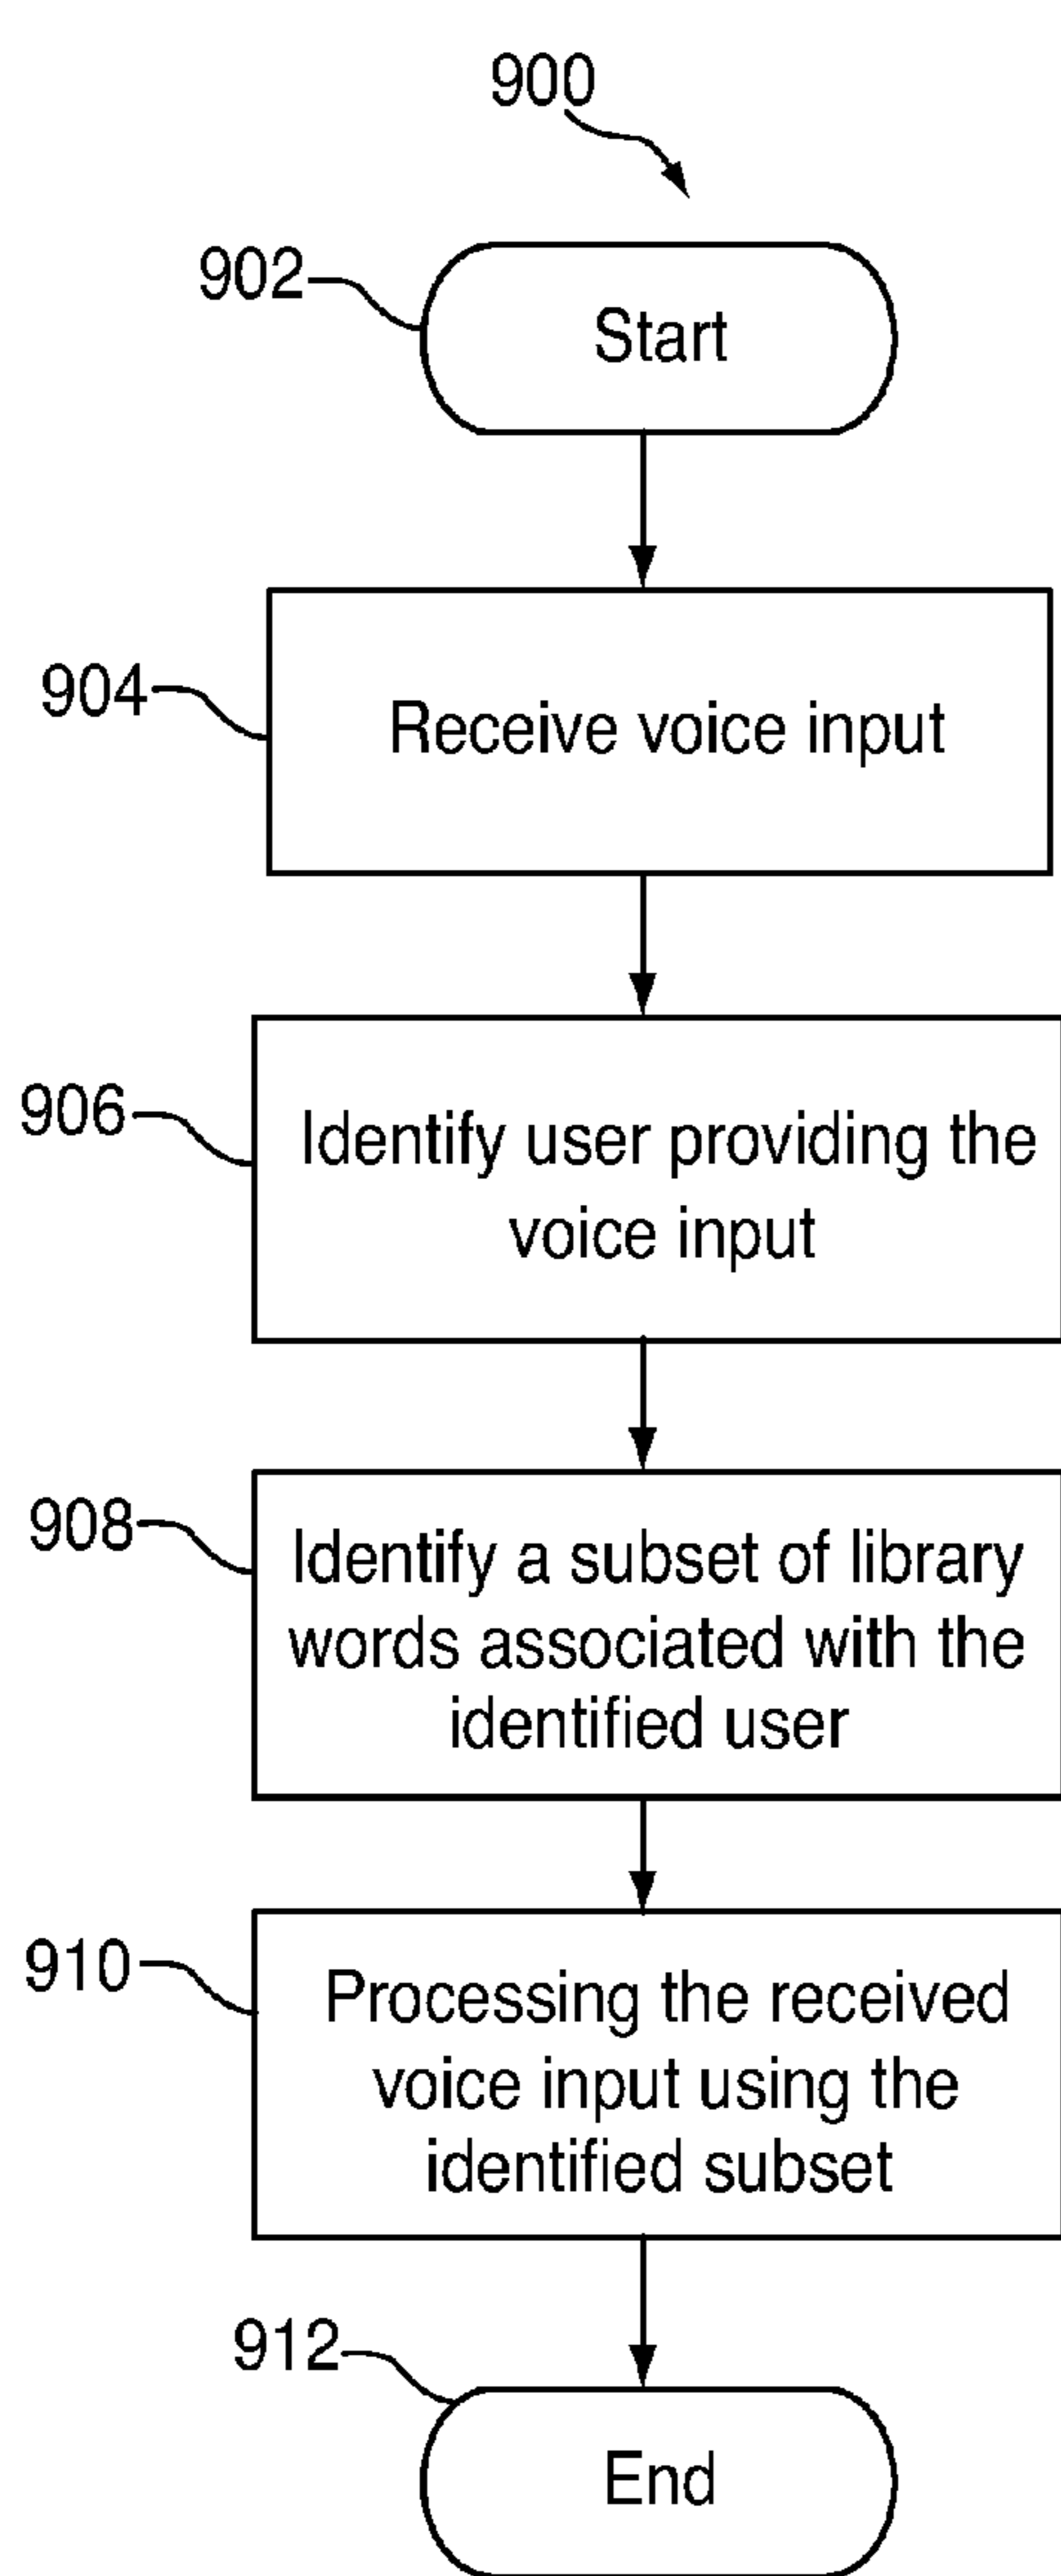 900
902
Start
904
Receive voice input
906
Identify user providing the
voice input
908
Identify a subset of library
words associated with the
identified user
910
Processing the received
voice input using the
identified subset
912
End